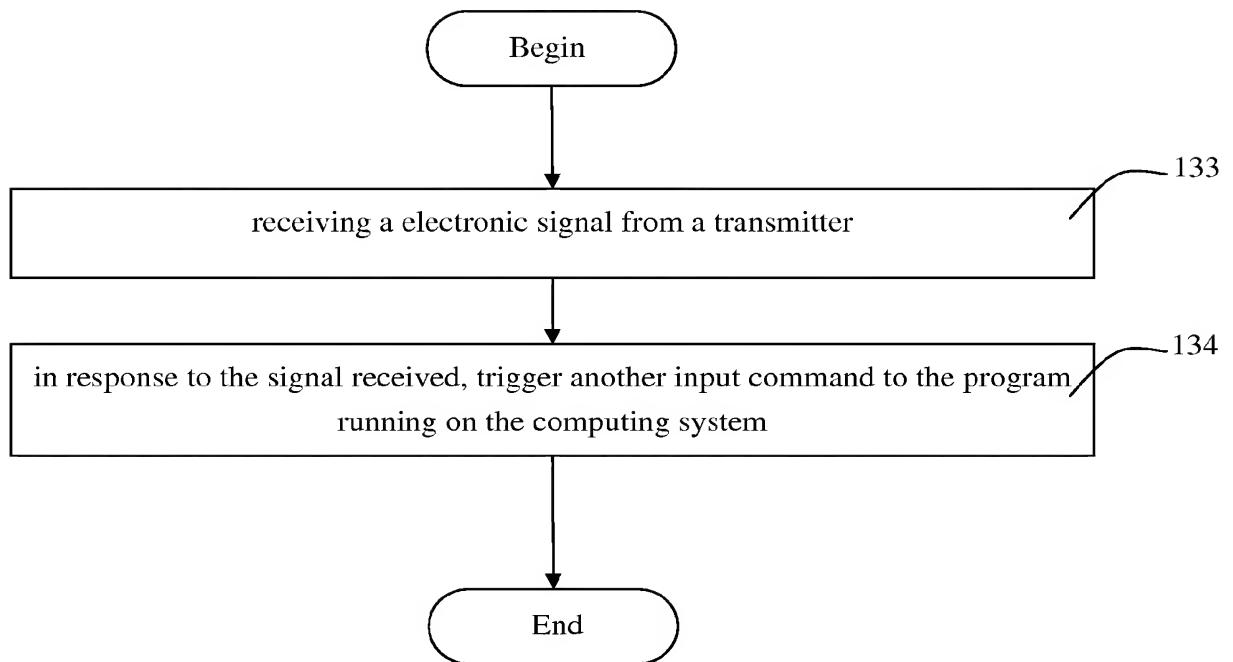 Begin
133
receiving a electronic signal from a transmitter
134
in response to the signal received, trigger another input command to the program
running on the computing system
End